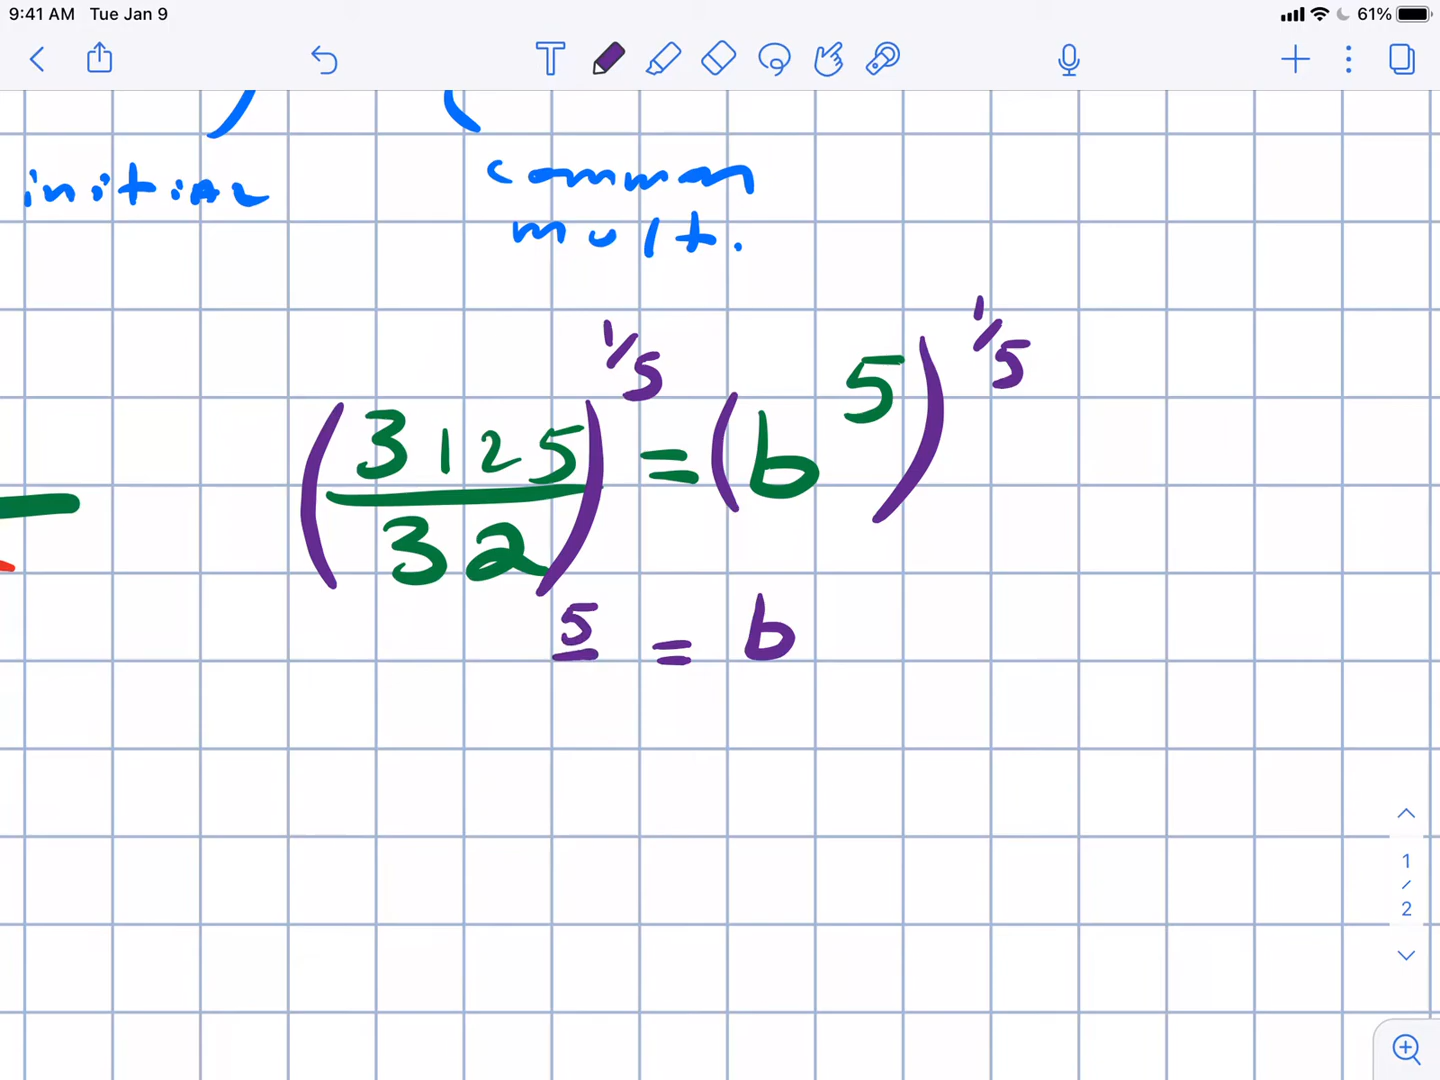 9:41 AM Tue Jan 9
61%
T
initial
common
mult.
(3125/32)^1/5 = (b^5)^1/5
5 = b
1
/
2